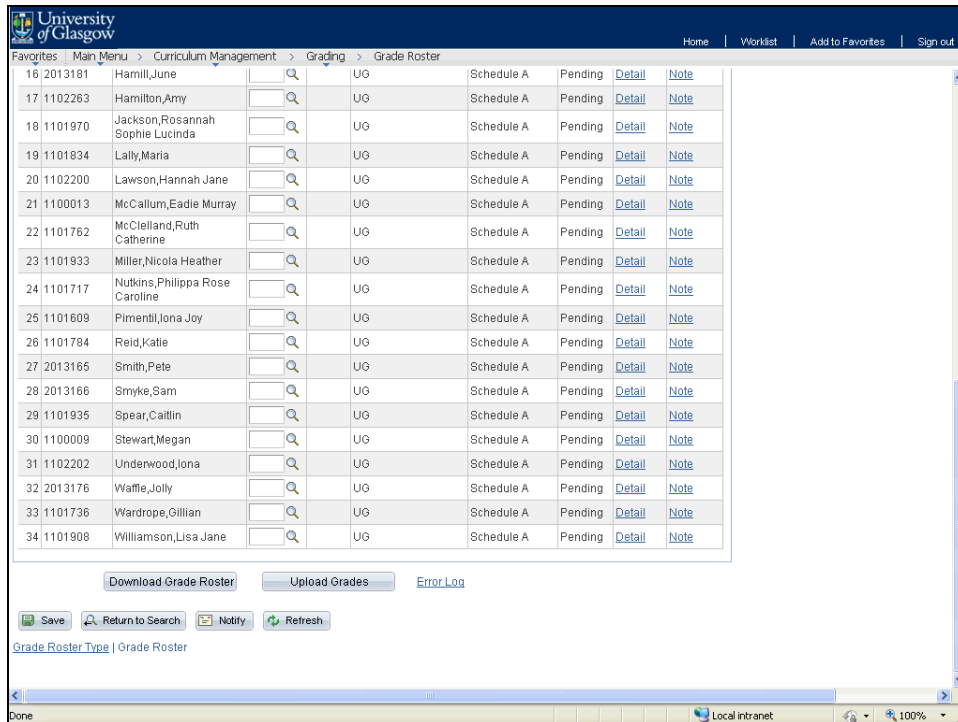 University
of Glasgow
Home | Worklist | Add to Favorites | Sign out
Favorites Main Menu > Curriculum Management > Grading > Grade Roster
16 2013181 Hamill,June UG Schedule A Pending Detail Note
17 1102263 Hamilton,Amy UG Schedule A Pending Detail Note
18 1101970 Jackson,Rosannah Sophie Lucinda UG Schedule A Pending Detail Note
19 1101834 Lally,Maria UG Schedule A Pending Detail Note
20 1102200 Lawson,Hannah Jane UG Schedule A Pending Detail Note
21 1100013 McCallum,Eadie Murray UG Schedule A Pending Detail Note
22 1101762 McClelland,Ruth Catherine UG Schedule A Pending Detail Note
23 1101933 Miller,Nicola Heather UG Schedule A Pending Detail Note
24 1101717 Nutkins,Philippa Rose Caroline UG Schedule A Pending Detail Note
25 1101609 Pimentil,Iona Joy UG Schedule A Pending Detail Note
26 1101784 Reid,Katie UG Schedule A Pending Detail Note
27 2013165 Smith,Pete UG Schedule A Pending Detail Note
28 2013166 Smyke,Sam UG Schedule A Pending Detail Note
29 1101935 Spear,Caitlin UG Schedule A Pending Detail Note
30 1100009 Stewart,Megan UG Schedule A Pending Detail Note
31 1102202 Underwood,Iona UG Schedule A Pending Detail Note
32 2013176 Waffle,Jolly UG Schedule A Pending Detail Note
33 1101736 Wardrope,Gillian UG Schedule A Pending Detail Note
34 1101908 Williamson,Lisa Jane UG Schedule A Pending Detail Note
Download Grade Roster Upload Grades Error Log
Save Return to Search Notify Refresh
Grade Roster Type | Grade Roster
Done Local intranet 100%